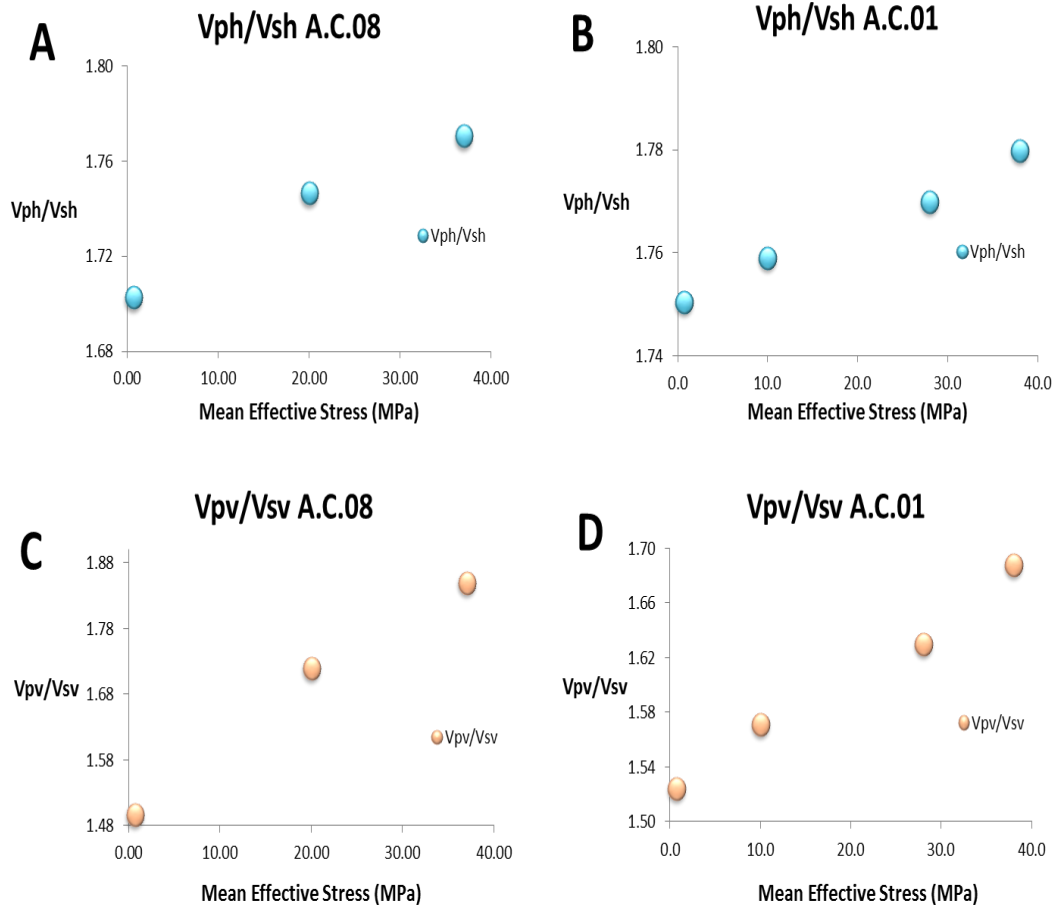 A
Vph/Vsh A.C.08
1.80
1.76
Vph/Vsh
1.72
1.68
Vph/Vsh
0.00 10.00 20.00 30.00 40.00
Mean Effective Stress (MPa)
B
Vph/Vsh A.C.01
1.80
1.78
Vph/Vsh
1.76
1.74
Vph/Vsh
0.0 10.0 20.0 30.0 40.0
Mean Effective Stress (MPa)
C
Vpv/Vsv A.C.08
1.88
1.78
Vpv/Vsv 1.68
1.58
1.48
Vpv/Vsv
0.00 10.00 20.00 30.00 40.00
Mean Effective Stress (MPa)
D
Vpv/Vsv A.C.01
1.70
1.66
1.62
Vpv/Vsv
1.58
1.54
1.50
Vpv/Vsv
0.0 10.0 20.0 30.0 40.0
Mean Effective Stress (MPa)